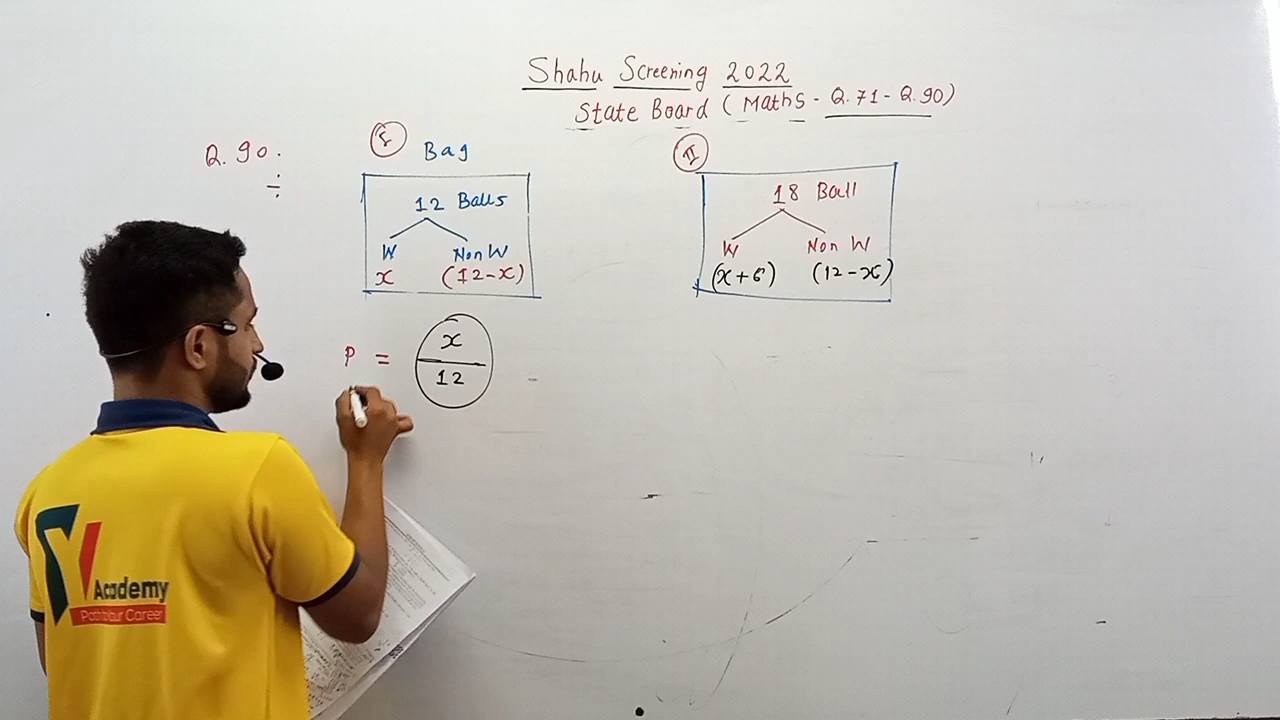 Shahu Screening 2022
State Board (Maths - Q.71 - Q.90)
Q. 90.
I Bag
12 Balls
W Non W
x (12-x)
II
18 Ball
W Non W
(x+6) (12-x)
P = x
12
Academy